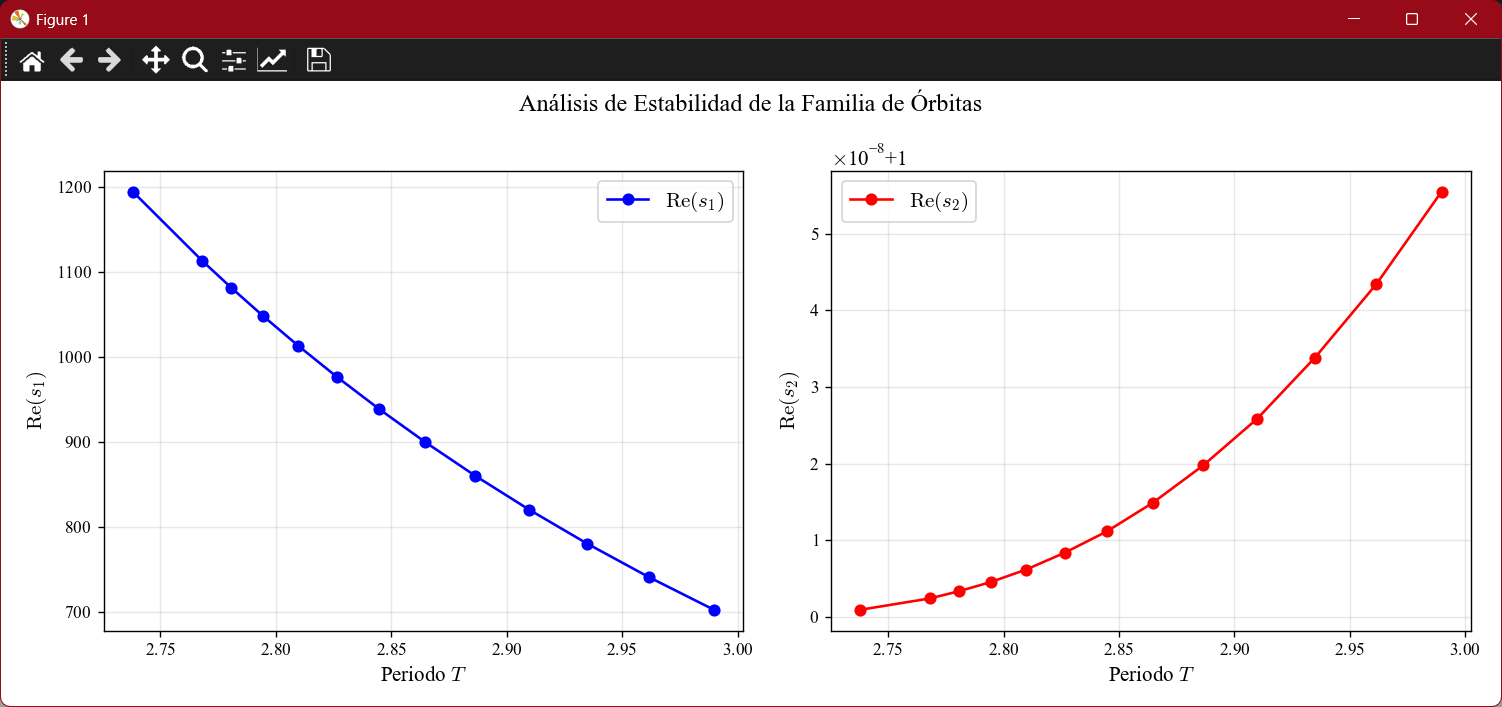 Figure 1
Análisis de Estabilidad de la Familia de Órbitas
1200
1100
1000
900
800
700
Re(s₁)
Re(s₁)
2.75 2.80 2.85 2.90 2.95 3.00
Periodo T
×10⁻⁸+1
5
4
3
2
1
0
Re(s₂)
Re(s₂)
2.75 2.80 2.85 2.90 2.95 3.00
Periodo T